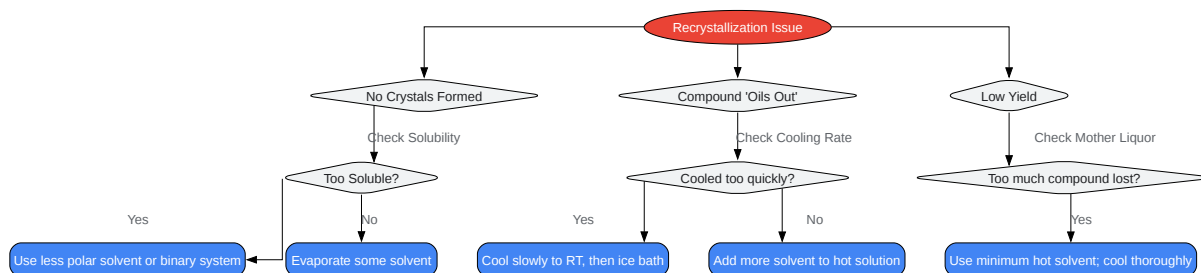 Recrystallization Issue
No Crystals Formed
Compound 'Oils Out'
Low Yield
Check Solubility
Check Cooling Rate
Check Mother Liquor
Too Soluble?
Cooled too quickly?
Too much compound lost?
Yes
No
Yes
No
Yes
Use less polar solvent or binary system
Evaporate some solvent
Cool slowly to RT, then ice bath
Add more solvent to hot solution
Use minimum hot solvent; cool thoroughly